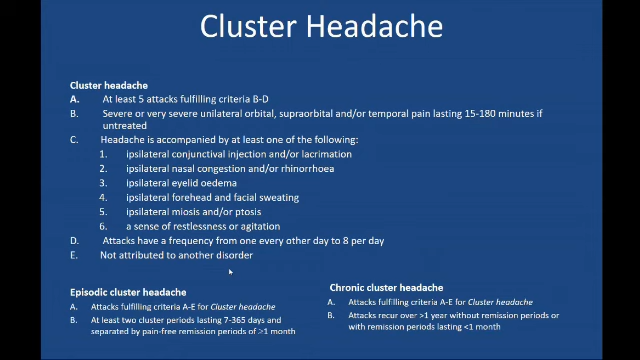 Cluster Headache
Cluster headache
A. At least 5 attacks fulfilling criteria B-D
B. Severe or very severe unilateral orbital, supraorbital and/or temporal pain lasting 15-180 minutes if
untreated
C. Headache is accompanied by at least one of the following:
1. ipsilateral conjunctival injection and/or lacrimation
2. ipsilateral nasal congestion and/or rhinorrhoea
3. ipsilateral eyelid oedema
4. ipsilateral forehead and facial sweating
5. ipsilateral miosis and/or ptosis
6. a sense of restlessness or agitation
D. Attacks have a frequency from one every other day to 8 per day
E. Not attributed to another disorder
Episodic cluster headache
A. Attacks fulfilling criteria A-E for Cluster headache
B. At least two cluster periods lasting 7-365 days and
separated by pain-free remission periods of ≥1 month
Chronic cluster headache
A. Attacks fulfilling criteria A-E for Cluster headache
B. Attacks recur over >1 year without remission periods or
with remission periods lasting <1 month